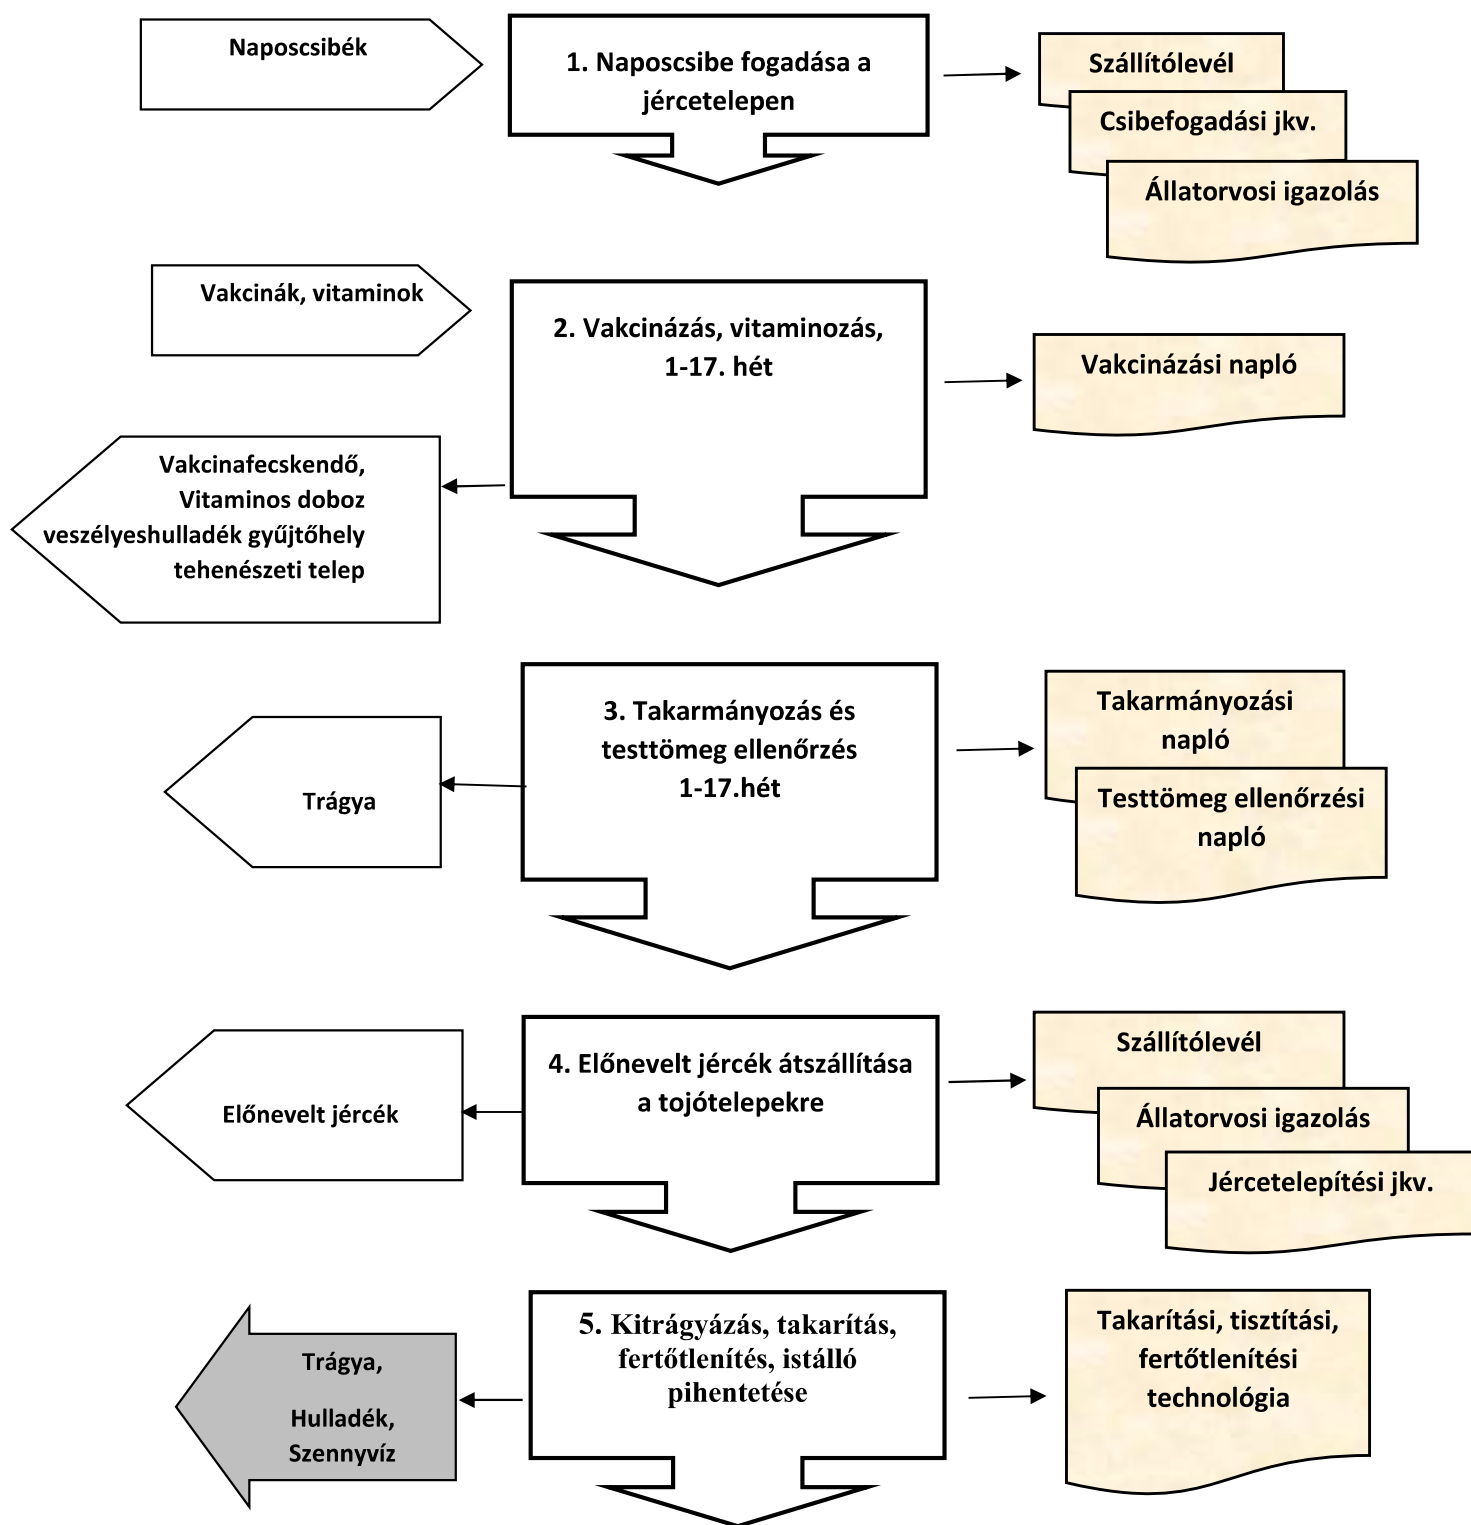 Naposcsibék
1. Naposcsibe fogadása a
jércetelepen
Szállítólevél
Csibefogadási jkv.
Állatorvosi igazolás
Vakcinák, vitaminok
2. Vakcinázás, vitaminozás,
1-17. hét
Vakcinázási napló
Vakcinafecskendő,
Vitaminos doboz
veszélyeshulladék gyűjtőhely
tehenészeti telep
3. Takarmányozás és
testtömeg ellenőrzés
1-17.hét
Takarmányozási
napló
Testtömeg ellenőrzési
napló
Trágya
4. Előnevelt jércék átszállítása
a tojótelepekre
Szállítólevél
Állatorvosi igazolás
Jércetelepítési jkv.
Előnevelt jércék
5. Kitrágyázás, takarítás,
fertőtlenítés, istálló
pihentetése
Takarítási, tisztítási,
fertőtlenítési
technológia
Trágya,
Hulladék,
Szennyvíz